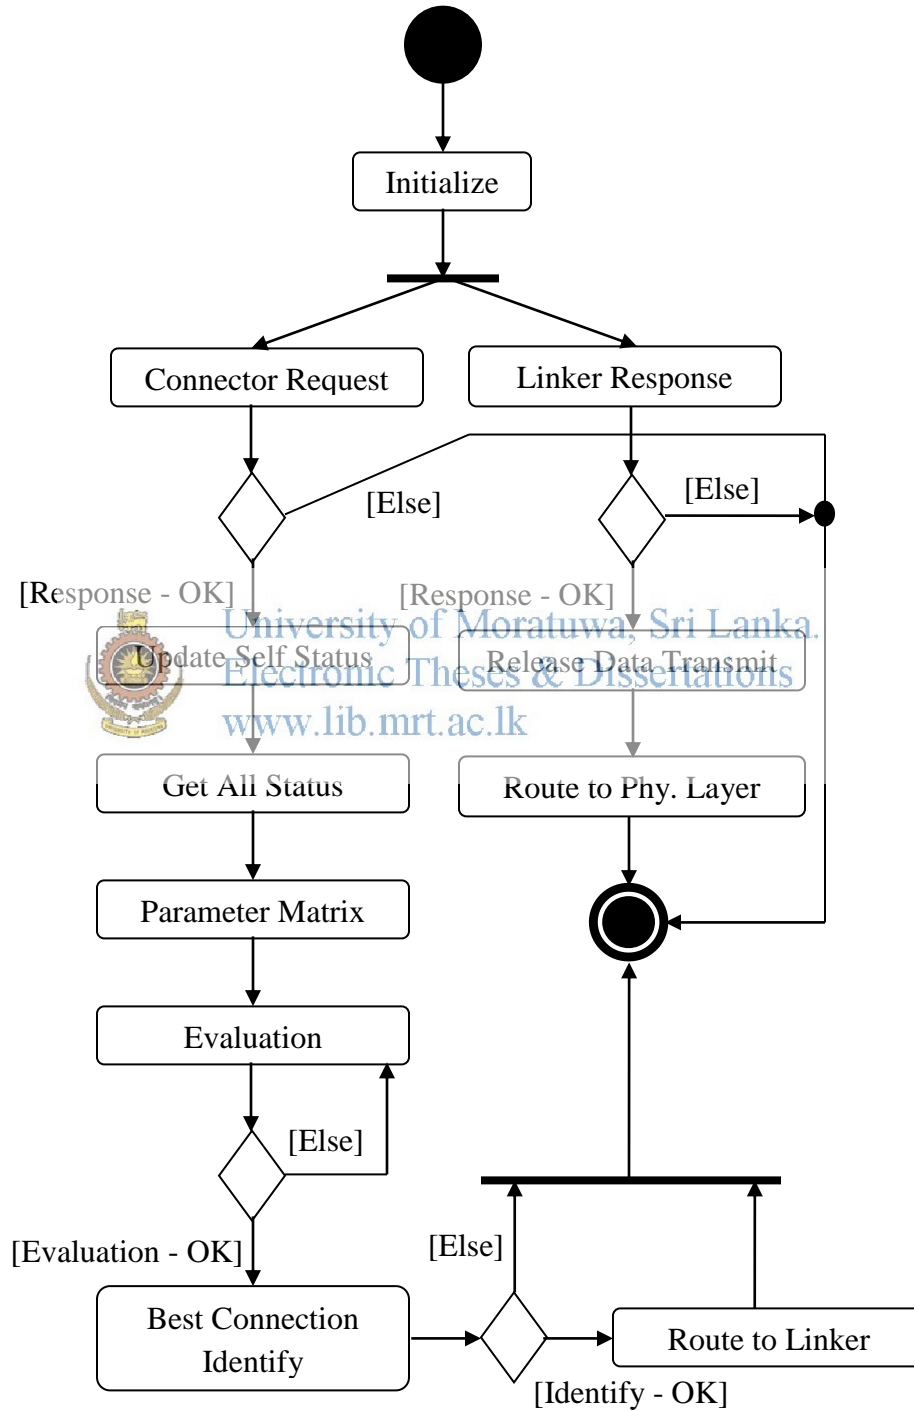 Initialize
Connector Request
Linker Response
[Else]
[Else]
[Response - OK]
[Response - OK]
University of Moratuwa, Sri Lanka.
Update Self Status
Release Data Transmit
Electronic Theses & Dissertations
www.lib.mrt.ac.lk
Get All Status
Route to Phy. Layer
Parameter Matrix
Evaluation
[Else]
[Evaluation - OK]
[Else]
Best Connection
Identify
Route to Linker
[Identify - OK]